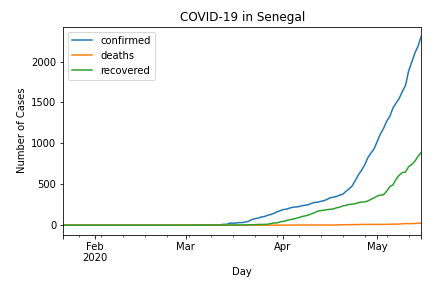 COVID-19 in Senegal
confirmed
deaths
recovered
Number of Cases
2000
1500
1000
500
0
Feb
2020
Mar
Apr
May
Day